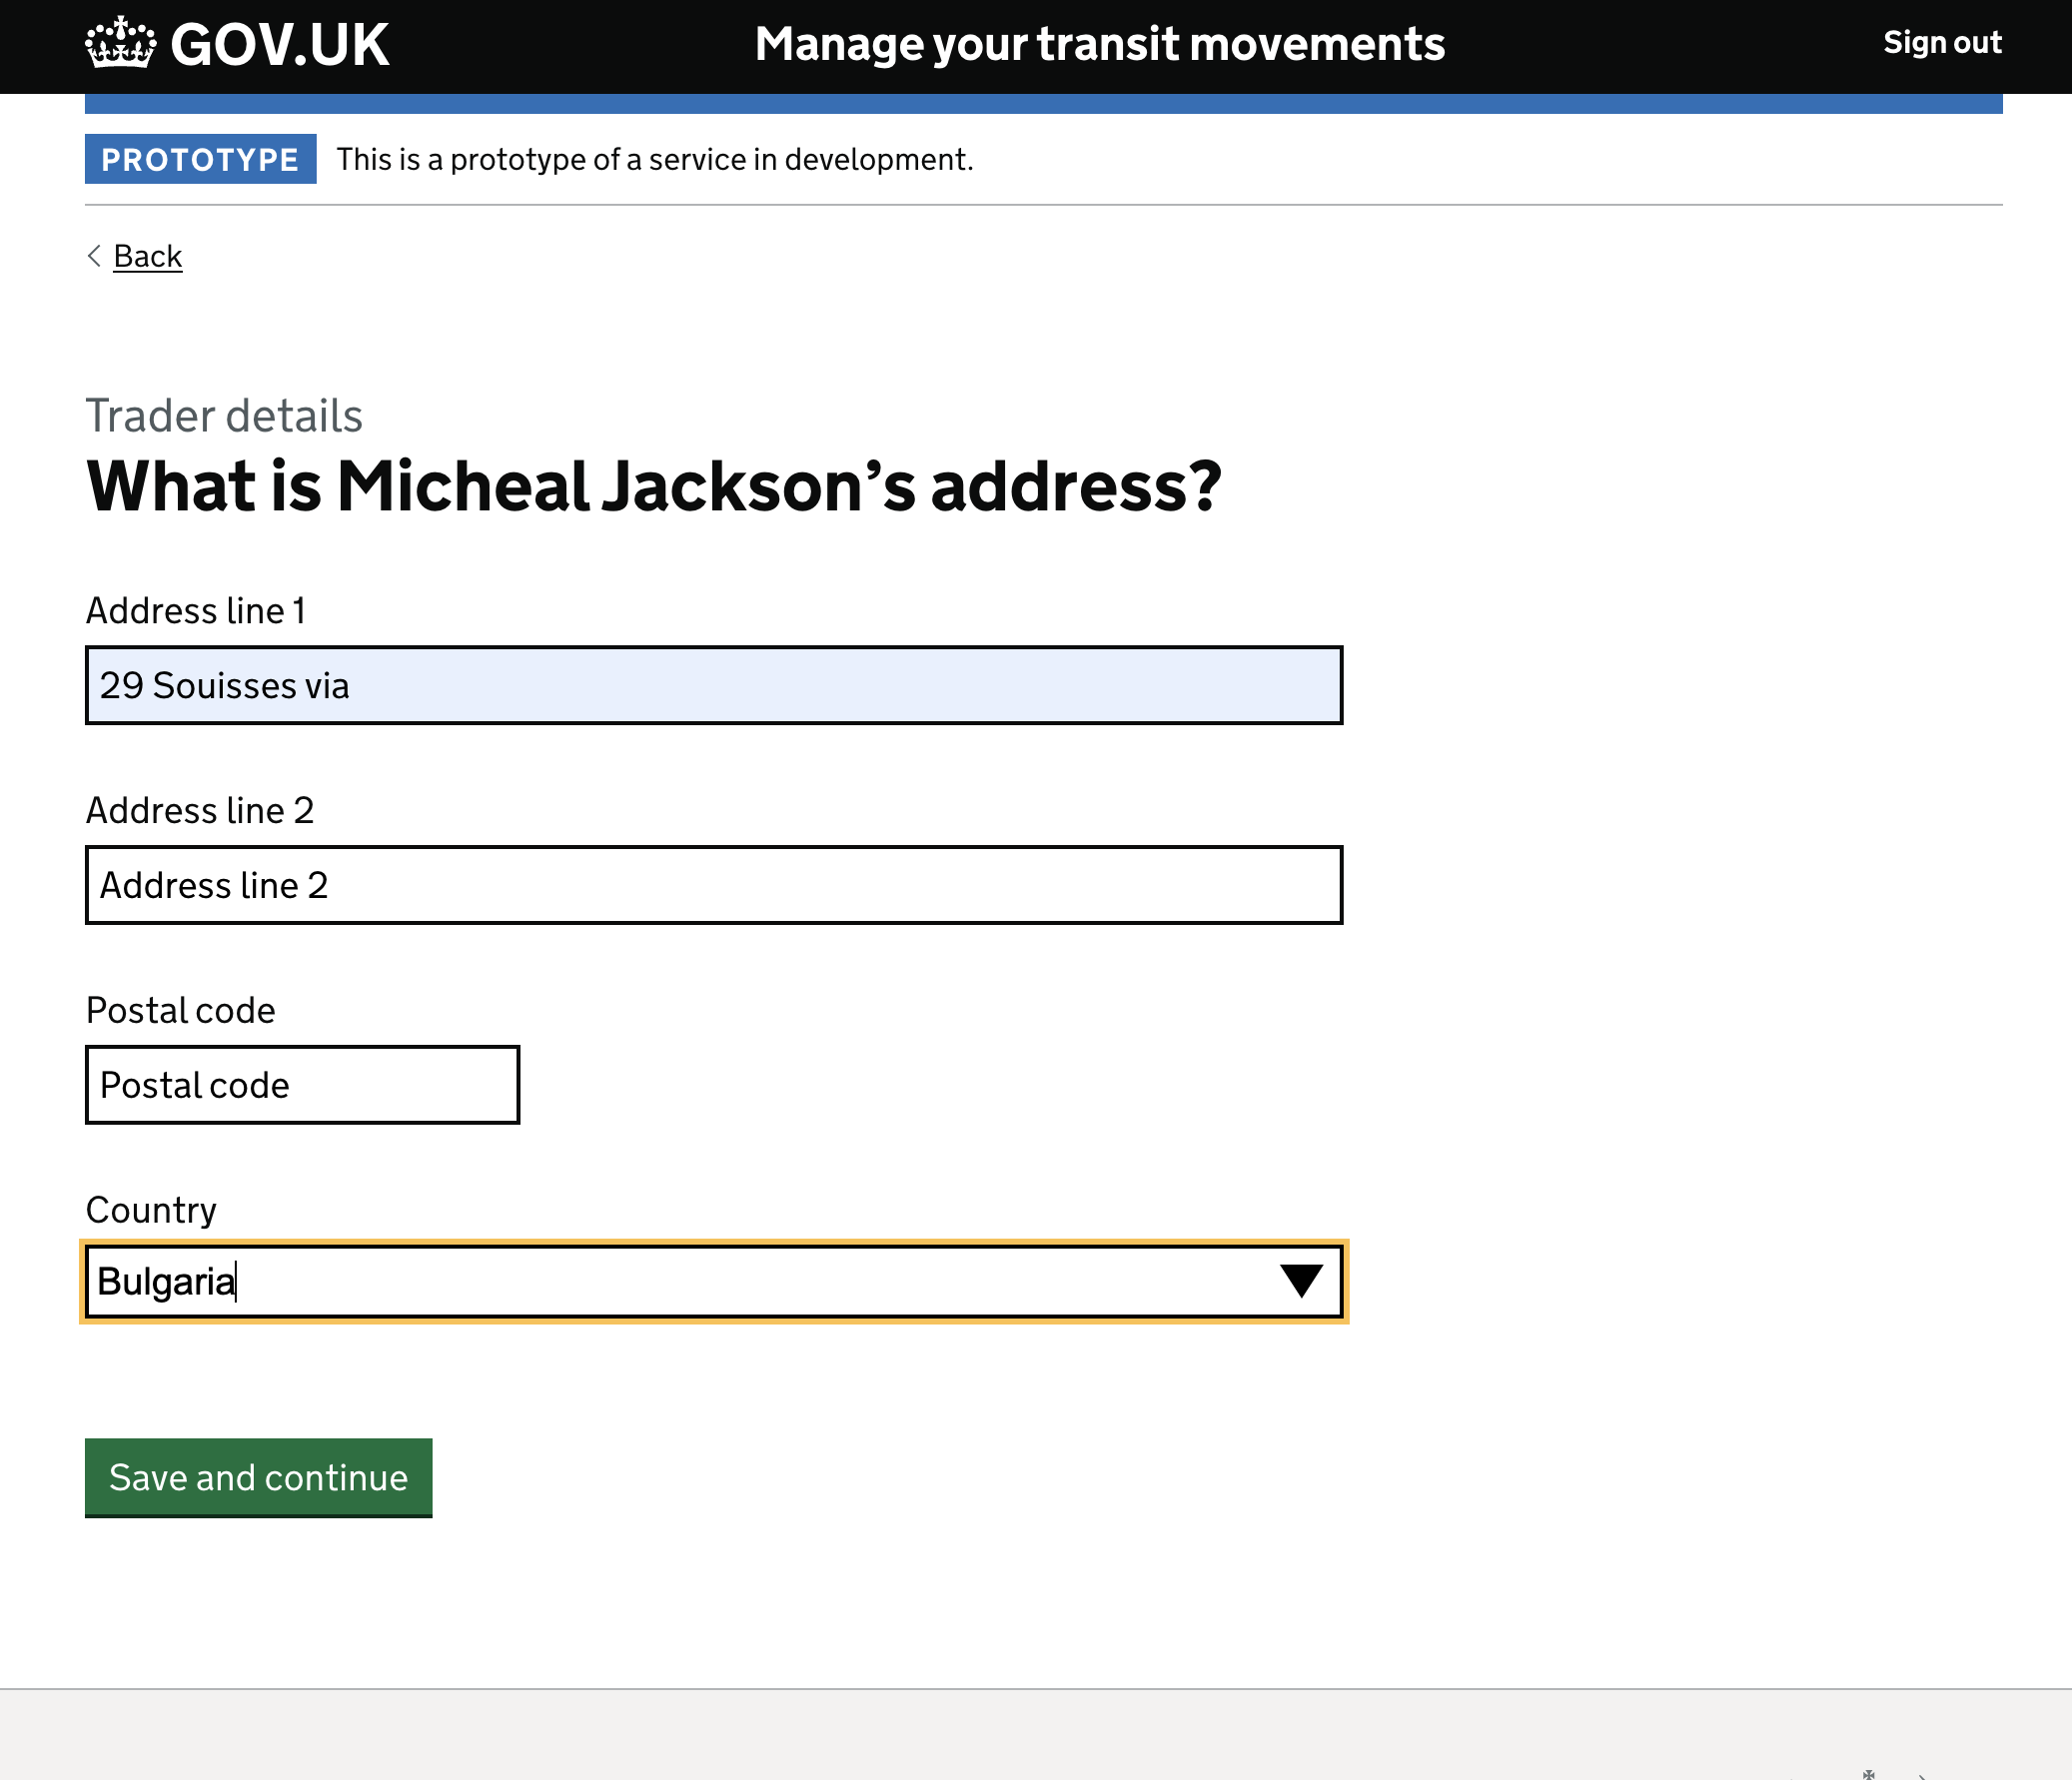 GOV.UK
Manage your transit movements
Sign out
PROTOTYPE This is a prototype of a service in development.
Back
Trader details
What is Micheal Jackson’s address?
Address line 1
29 Souisses via
Address line 2
Address line 2
Postal code
Postal code
Country
Bulgaria
Save and continue